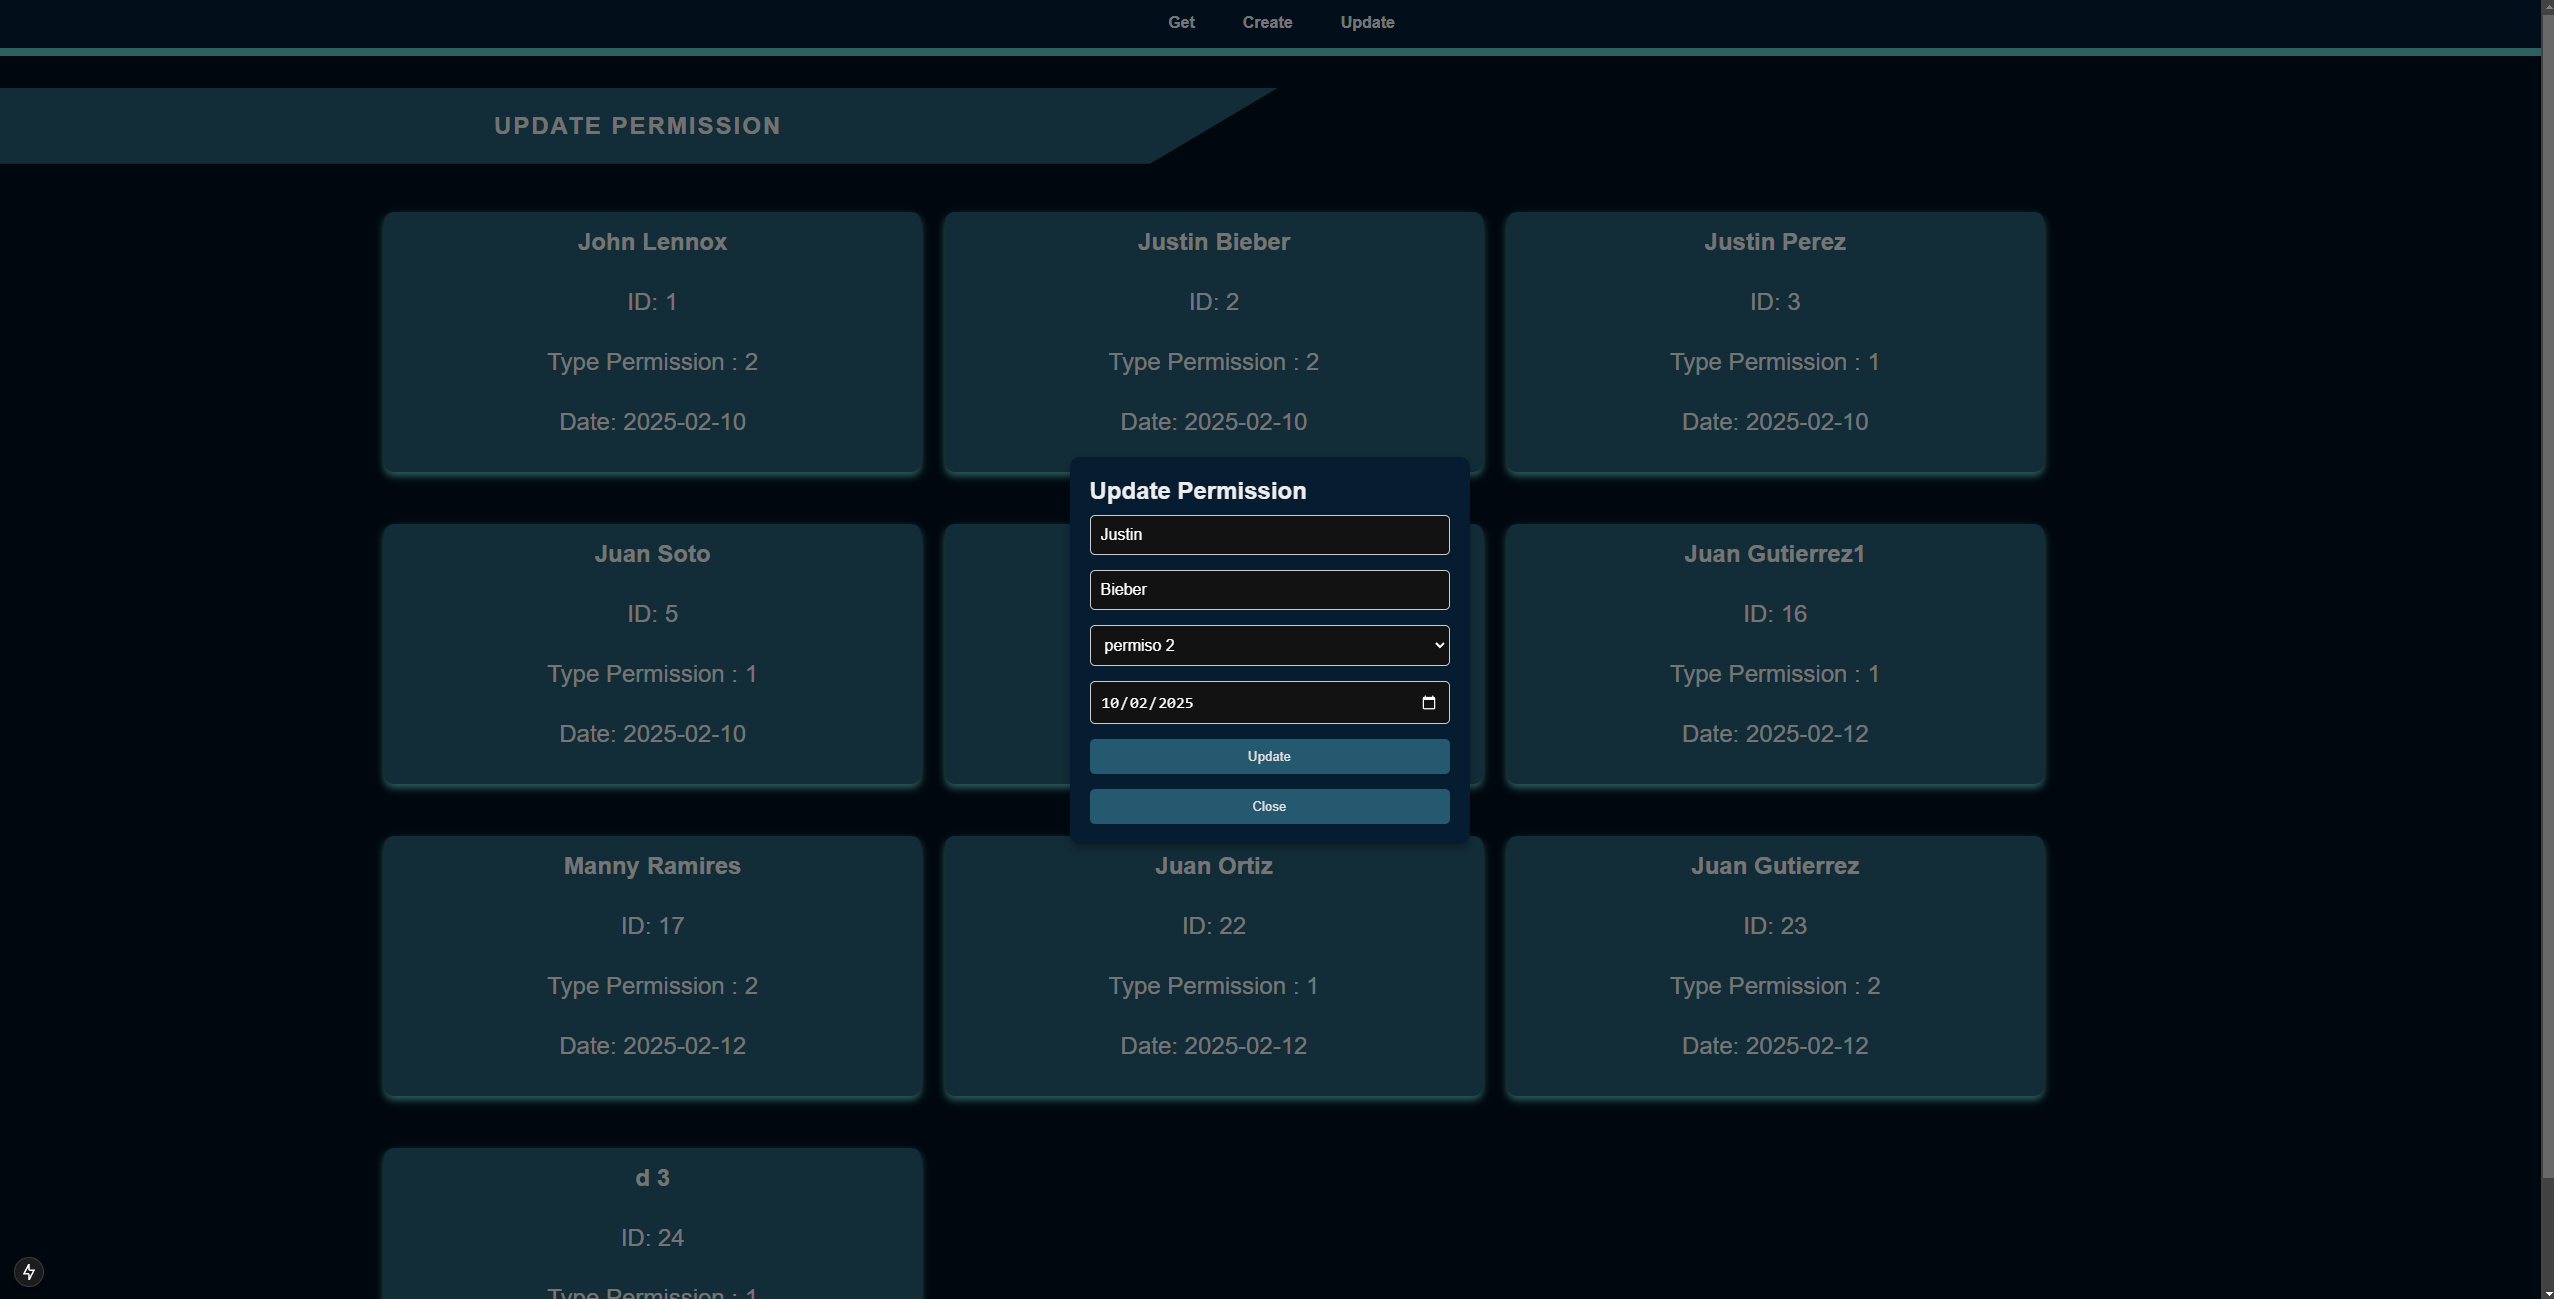 Get Create Update
UPDATE PERMISSION
John Lennox
ID: 1
Type Permission : 2
Date: 2025-02-10
Justin Bieber
ID: 2
Type Permission : 2
Date: 2025-02-10
Justin Perez
ID: 3
Type Permission : 1
Date: 2025-02-10
Juan Soto
ID: 5
Type Permission : 1
Date: 2025-02-10
Update Permission
Justin
Bieber
permiso 2
10/02/2025
Update
Close
Juan Gutierrez1
ID: 16
Type Permission : 1
Date: 2025-02-12
Manny Ramires
ID: 17
Type Permission : 2
Date: 2025-02-12
Juan Ortiz
ID: 22
Type Permission : 1
Date: 2025-02-12
Juan Gutierrez
ID: 23
Type Permission : 2
Date: 2025-02-12
d 3
ID: 24
Type Permission : 1